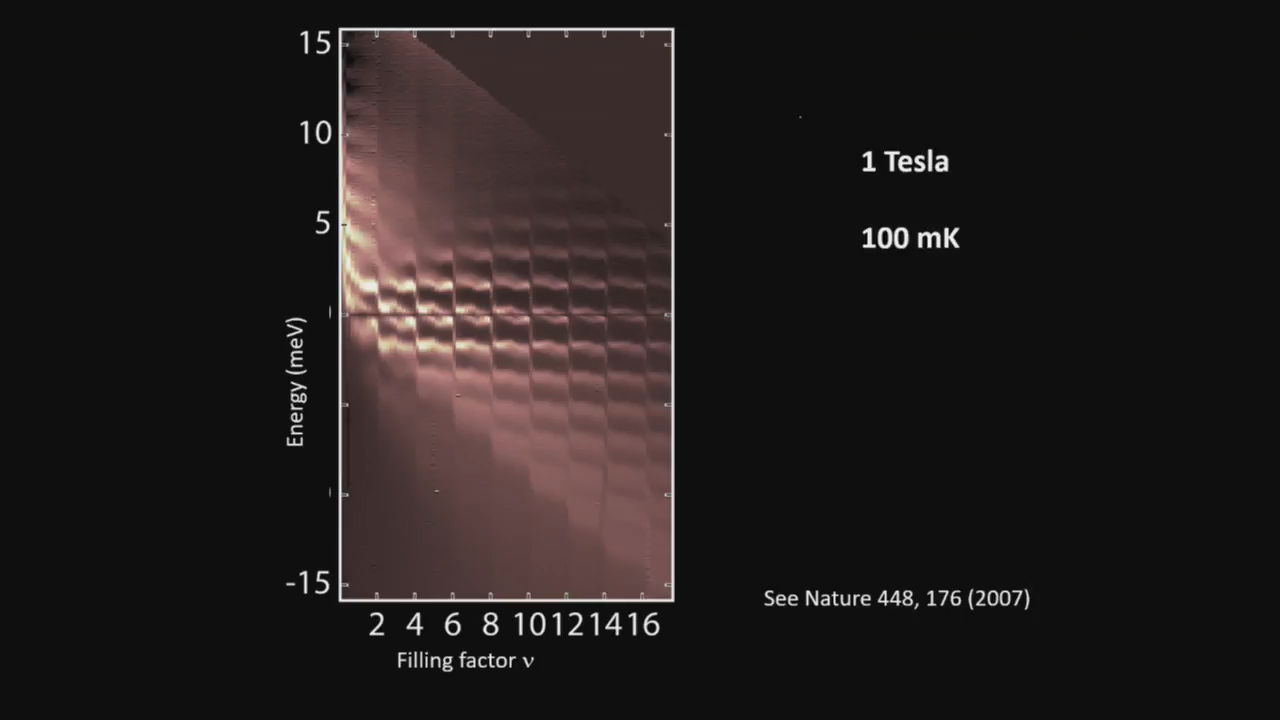 15
10
5
-15
Energy (meV)
2 4 6 8 10 12 14 16
Filling factor ν
1 Tesla
100 mK
See Nature 448, 176 (2007)